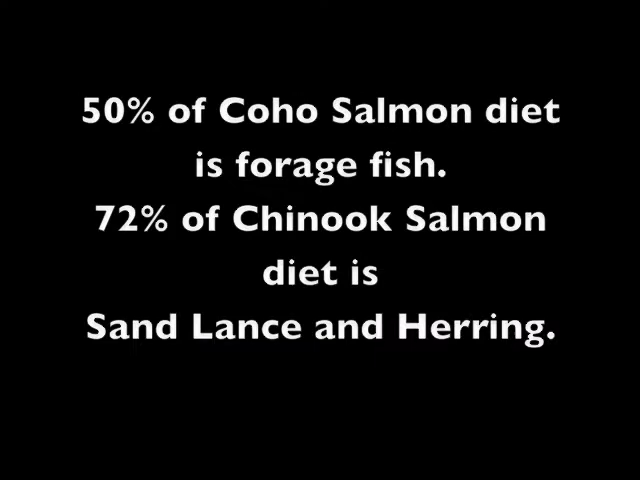 50% of Coho Salmon diet
is forage fish.
72% of Chinook Salmon
diet is
Sand Lance and Herring.